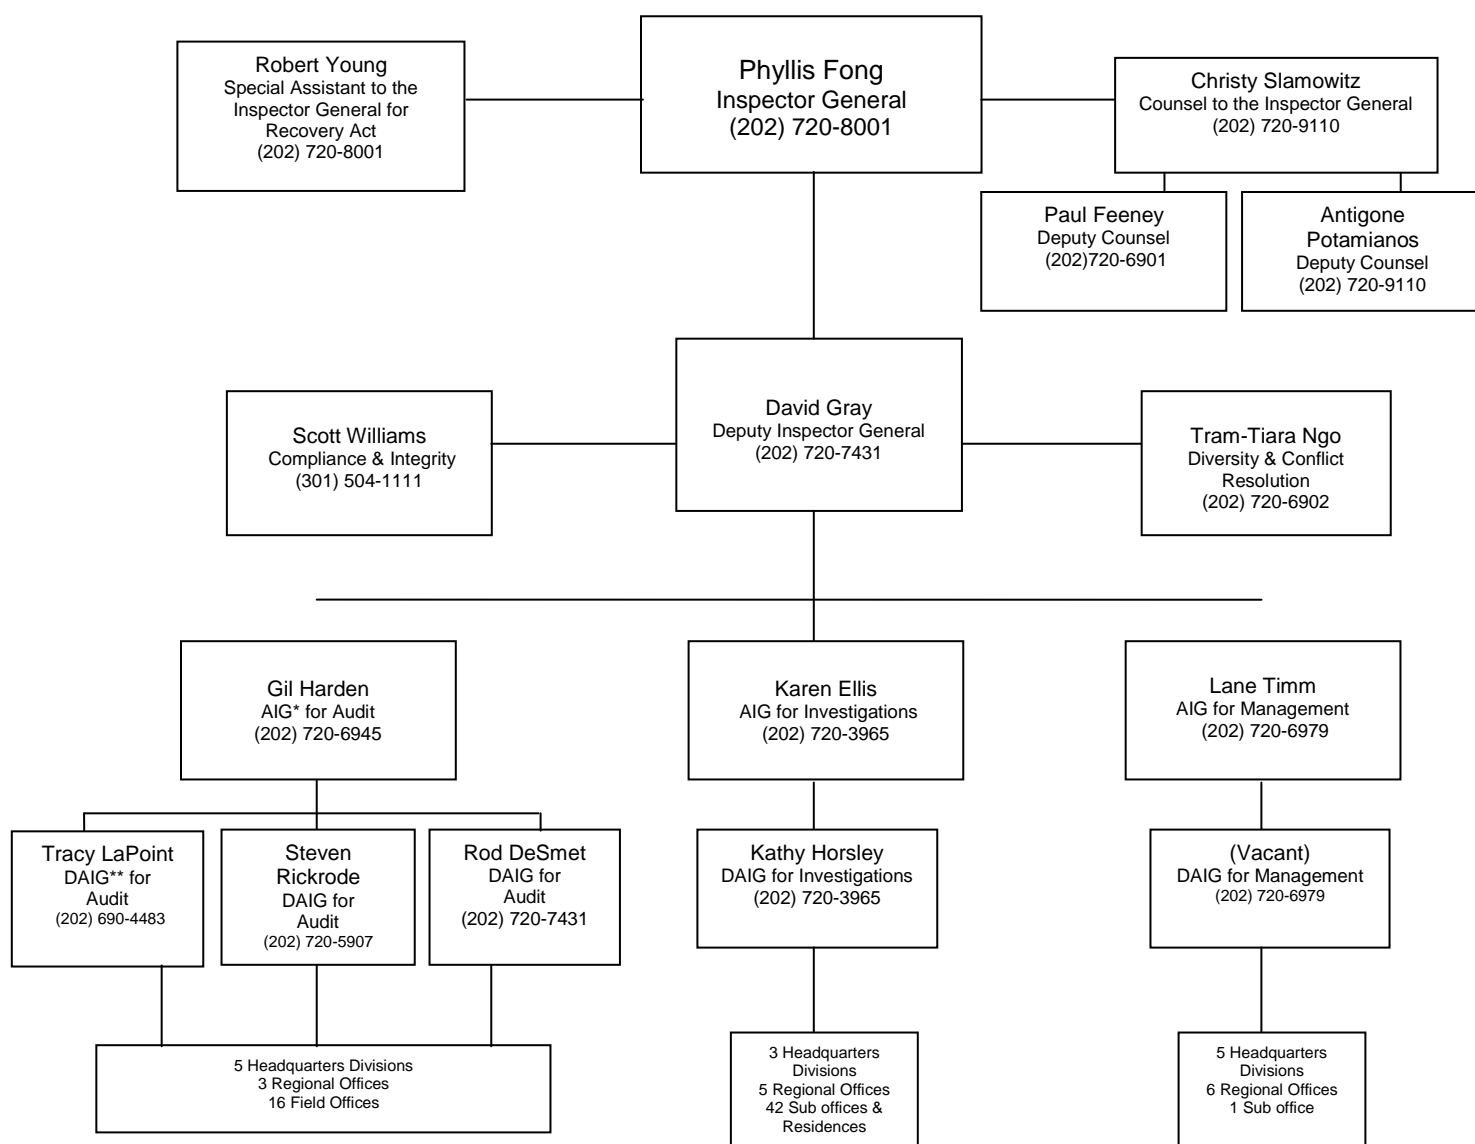 Robert Young
Special Assistant to the
Inspector General for
Recovery Act
(202) 720-8001
Phyllis Fong
Inspector General
(202) 720-8001
Christy Slamowitz
Counsel to the Inspector General
(202) 720-9110
Paul Feeney
Deputy Counsel
(202)720-6901
Antigone
Potamianos
Deputy Counsel
(202) 720-9110
Scott Williams
Compliance & Integrity
(301) 504-1111
David Gray
Deputy Inspector General
(202) 720-7431
Tram-Tiara Ngo
Diversity & Conflict
Resolution
(202) 720-6902
Gil Harden
AIG* for Audit
(202) 720-6945
Karen Ellis
AIG for Investigations
(202) 720-3965
Lane Timm
AIG for Management
(202) 720-6979
Tracy LaPoint
DAIG** for
Audit
(202) 690-4483
Steven
Rickrode
DAIG for
Audit
(202) 720-5907
Rod DeSmet
DAIG for
Audit
(202) 720-7431
Kathy Horsley
DAIG for Investigations
(202) 720-3965
(Vacant)
DAIG for Management
(202) 720-6979
5 Headquarters Divisions
3 Regional Offices
16 Field Offices
3 Headquarters
Divisions
5 Regional Offices
42 Sub offices &
Residences
5 Headquarters
Divisions
6 Regional Offices
1 Sub office